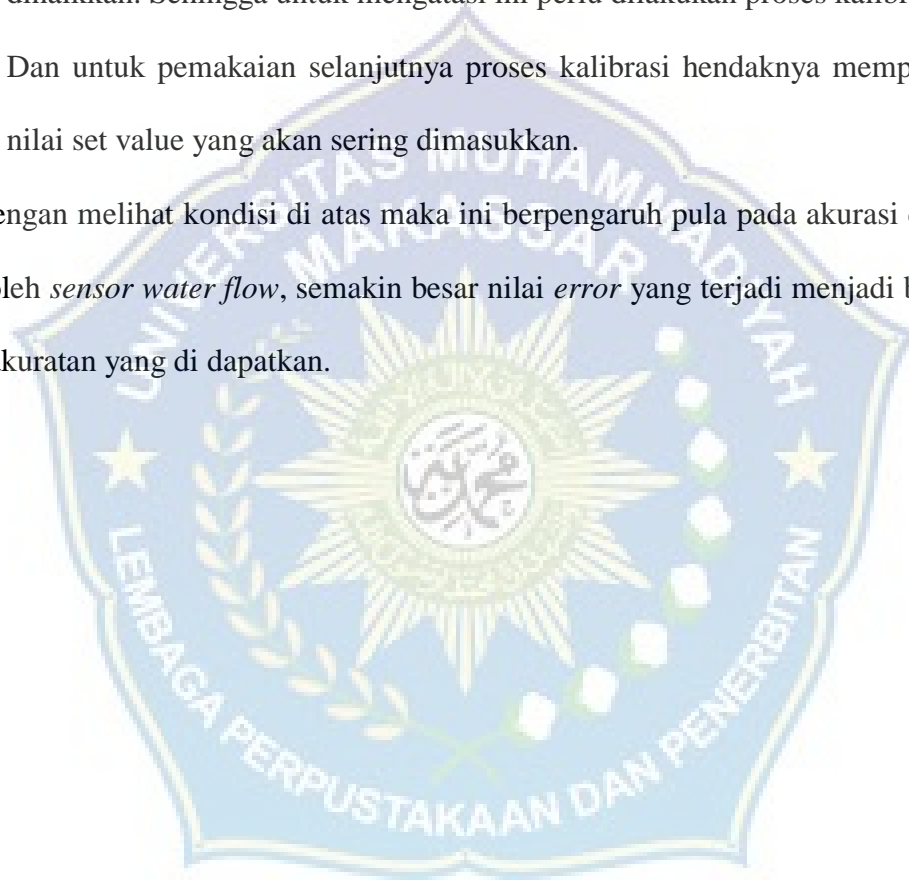 dinaikkan. Sehingga untuk mengatasi ini perlu dilakukan proses kalibr
Dan untuk pemakaian selanjutnya proses kalibrasi hendaknya memp
nilai set value yang akan sering dimasukkan.
engan melihat kondisi di atas maka ini berpengaruh pula pada akurasi
oleh sensor water flow, semakin besar nilai error yang terjadi menjadi b
akuratan yang di dapatkan.
UNIVERSITAS MUHAMMADIYAH
MAKASSAR
محمد
LEMBAGA PERPUSTAKAAN DAN PENERBITAN